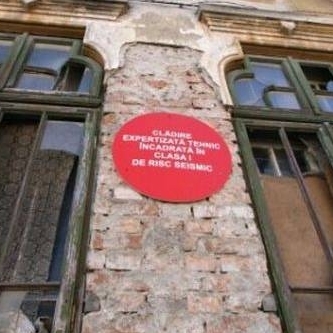 CLĂDIRE
EXPERTIZATĂ TEHNIC
ÎNCADRATĂ ÎN
CLASA I
DE RISC SEISMIC